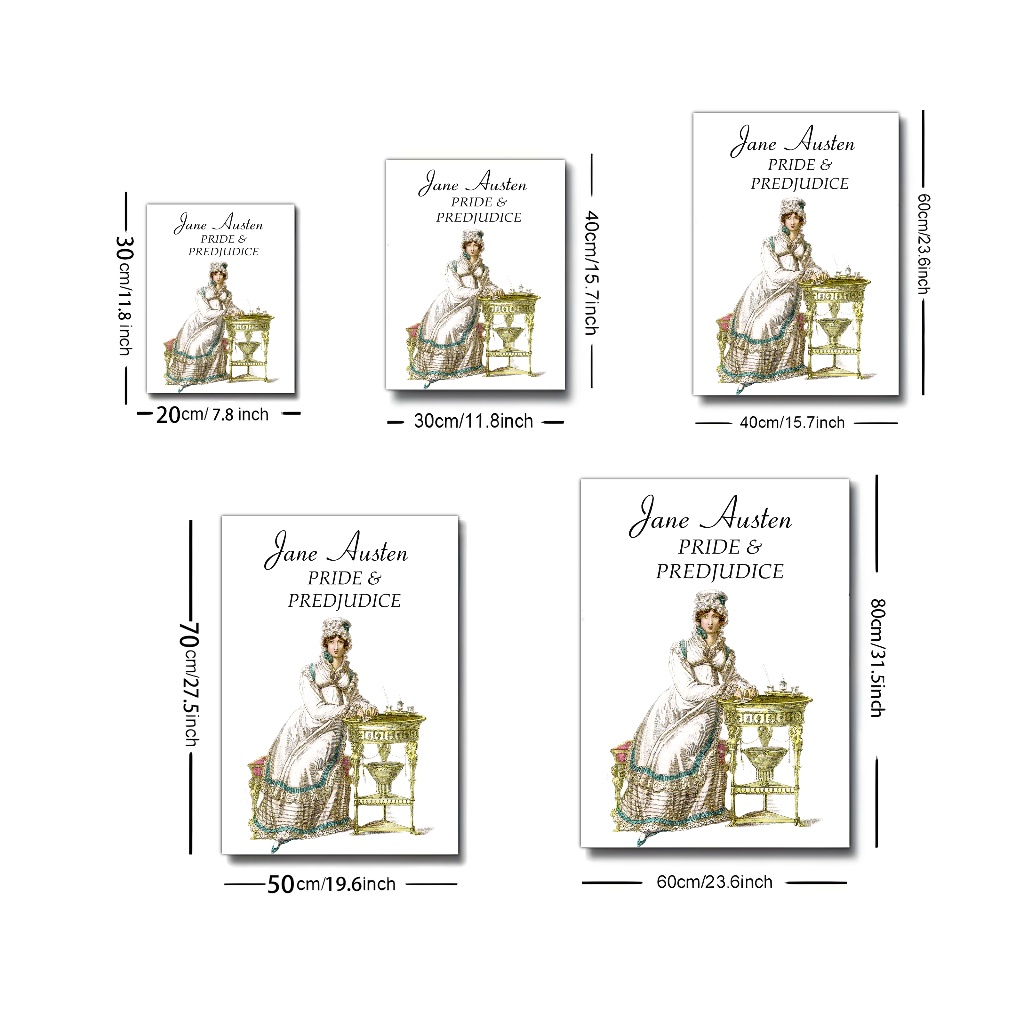 Jane Austen
PRIDE &
PREDJUDICE
30cm/11.8 inch
20cm/7.8 inch
Jane Austen
PRIDE &
PREDJUDICE
40cm/15.7inch
30cm/11.8inch
Jane Austen
PRIDE &
PREDJUDICE
60cm/23.6inch
40cm/15.7inch
Jane Austen
PRIDE &
PREDJUDICE
70cm/27.5inch
50cm/19.6inch
Jane Austen
PRIDE &
PREDJUDICE
80cm/31.5inch
60cm/23.6inch